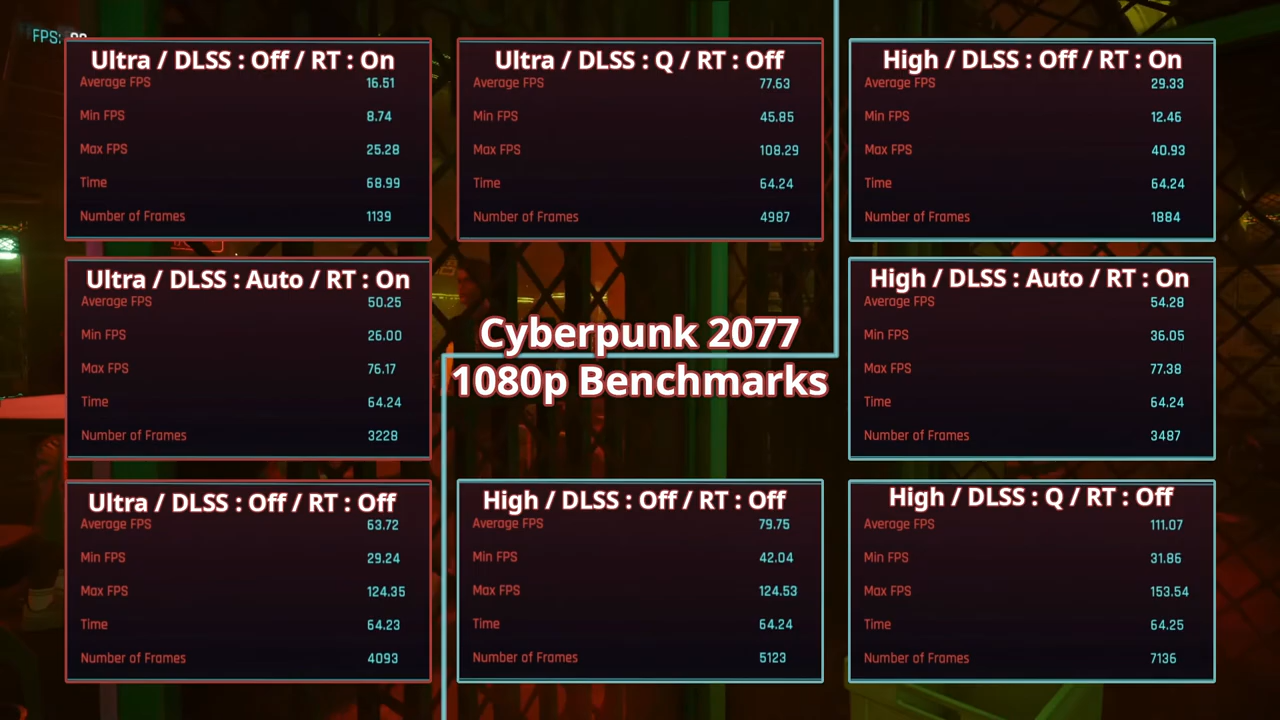 FPS:
Ultra / DLSS : Off / RT : On
Average FPS 16.51
Min FPS 8.74
Max FPS 25.28
Time 68.99
Number of Frames 1139
Ultra / DLSS : Q / RT : Off
Average FPS 77.63
Min FPS 45.85
Max FPS 108.29
Time 64.24
Number of Frames 4987
High / DLSS : Off / RT : On
Average FPS 29.33
Min FPS 12.46
Max FPS 40.93
Time 64.24
Number of Frames 1884
Ultra / DLSS : Auto / RT : On
Average FPS 50.25
Min FPS 26.00
Max FPS 76.17
Time 64.24
Number of Frames 3228
Cyberpunk 2077
1080p Benchmarks
High / DLSS : Auto / RT : On
Average FPS 54.28
Min FPS 36.05
Max FPS 77.38
Time 64.24
Number of Frames 3487
Ultra / DLSS : Off / RT : Off
Average FPS 63.72
Min FPS 29.24
Max FPS 124.35
Time 64.23
Number of Frames 4093
High / DLSS : Off / RT : Off
Average FPS 79.75
Min FPS 42.04
Max FPS 124.53
Time 64.24
Number of Frames 5123
High / DLSS : Q / RT : Off
Average FPS 111.07
Min FPS 31.86
Max FPS 153.54
Time 64.25
Number of Frames 7136